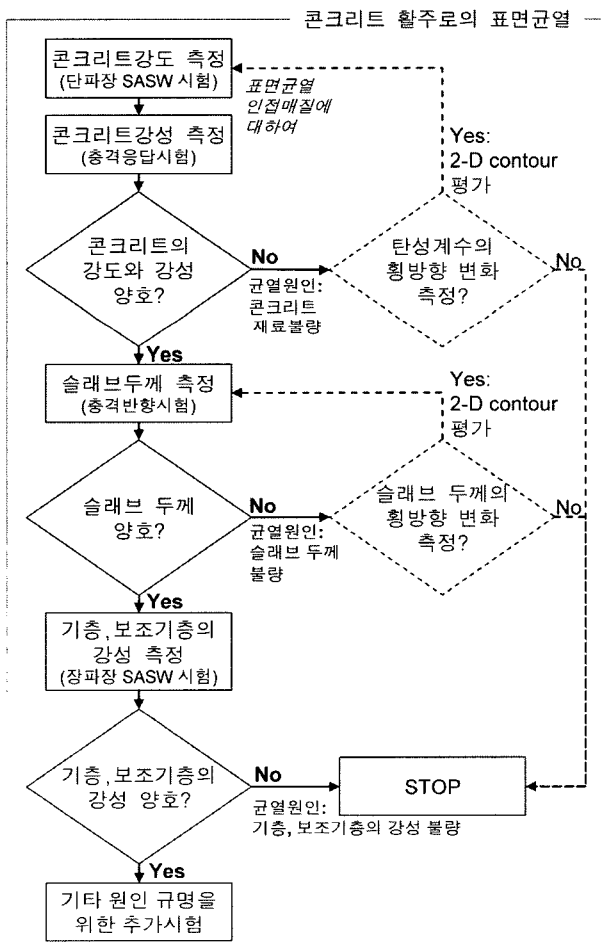 콘크리트 활주로의 표면균열
콘크리트강도 측정
(단파장 SASW 시험)
표면균열
인접매질에
대하여
콘크리트강성 측정
(충격응답시험)
Yes:
2-D contour
평가
콘크리트의
강도와 강성
양호?
No
균열원인:
콘크리트
재료불량
탄성계수의
횡방향 변화
측정?
No
Yes
슬래브두께 측정
(충격반향시험)
Yes:
2-D contour
평가
슬래브 두께
양호?
No
균열원인:
슬래브 두께
불량
슬래브 두께의
횡방향 변화
측정?
No
Yes
기층,보조기층의
강성 측정
(장파장 SASW 시험)
기층,보조기층의
강성 양호?
No
균열원인:
기층, 보조기층의 강성 불량
STOP
Yes
기타 원인 규명을
위한 추가시험